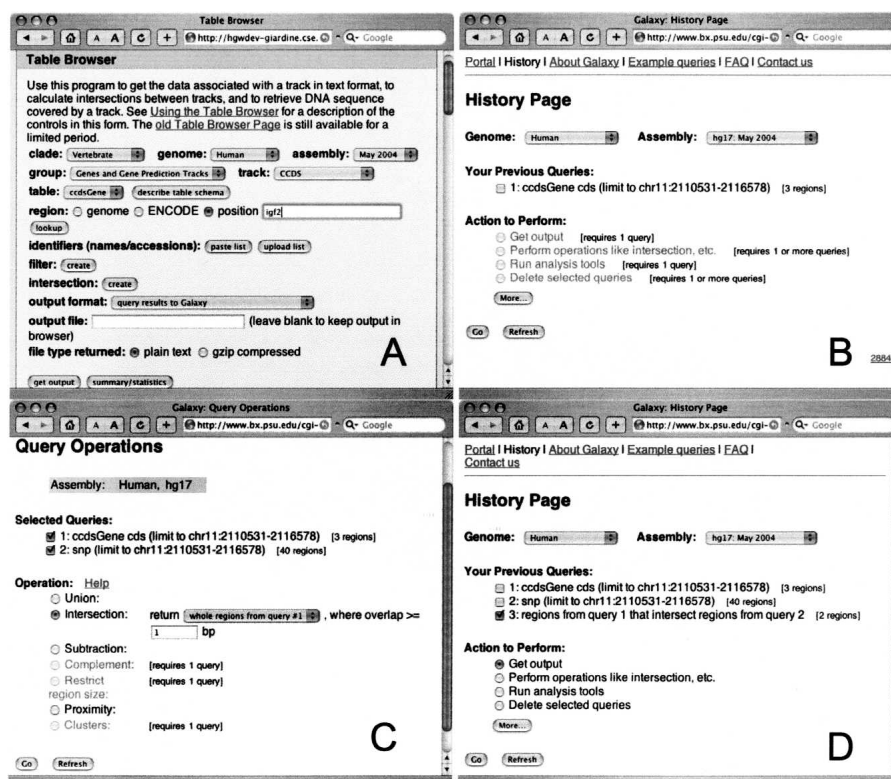 Table Browser
A A C + http://hgwdev-giardine.cse. Q- Google
Table Browser
Use this program to get the data associated with a track in text format, to
calculate intersections between tracks, and to retrieve DNA sequence
covered by a track. See Using the Table Browser for a description of the
controls in this form. The old Table Browser Page is still available for a
limited period.
clade: Vertebrate genome: Human assembly: May 2004
group: Genes and Gene Prediction Tracks track: CCDS
table: ccdsGene describe table schema
region: genome ENCODE position igf2
lookup
identifiers (names/accessions): paste list upload list
filter: create
intersection: create
output format: query results to Galaxy
output file: (leave blank to keep output in
browser)
file type returned: plain text gzip compressed
get output summary/statistics
A
Galaxy: History Page
A A C + http://www.bx.psu.edu/cgi- Q- Google
Portal | History | About Galaxy | Example queries | FAQ | Contact us
History Page
Genome: Human Assembly: hg17: May 2004
Your Previous Queries:
1: ccdsGene cds (limit to chr11:2110531-2116578) [3 regions]
Action to Perform:
Get output [requires 1 query]
Perform operations like intersection, etc. [requires 1 or more queries]
Run analysis tools [requires 1 query]
Delete selected queries [requires 1 or more queries]
More...
Go Refresh
B
2884
Galaxy: Query Operations
A A C + http://www.bx.psu.edu/cgi- Q- Google
Query Operations
Assembly: Human, hg17
Selected Queries:
1: ccdsGene cds (limit to chr11:2110531-2116578) [3 regions]
2: snp (limit to chr11:2110531-2116578) [40 regions]
Operation: Help
Union:
Intersection: return whole regions from query #1 , where overlap >=
1 bp
Subtraction:
Complement: [requires 1 query]
Restrict [requires 1 query]
region size:
Proximity:
Clusters: [requires 1 query]
Go Refresh
C
Galaxy: History Page
A A C + http://www.bx.psu.edu/cgi- Q- Google
Portal | History | About Galaxy | Example queries | FAQ |
Contact us
History Page
Genome: Human Assembly: hg17: May 2004
Your Previous Queries:
1: ccdsGene cds (limit to chr11:2110531-2116578) [3 regions]
2: snp (limit to chr11:2110531-2116578) [40 regions]
3: regions from query 1 that intersect regions from query 2 [2 regions]
Action to Perform:
Get output
Perform operations like intersection, etc.
Run analysis tools
Delete selected queries
More...
Go Refresh
D